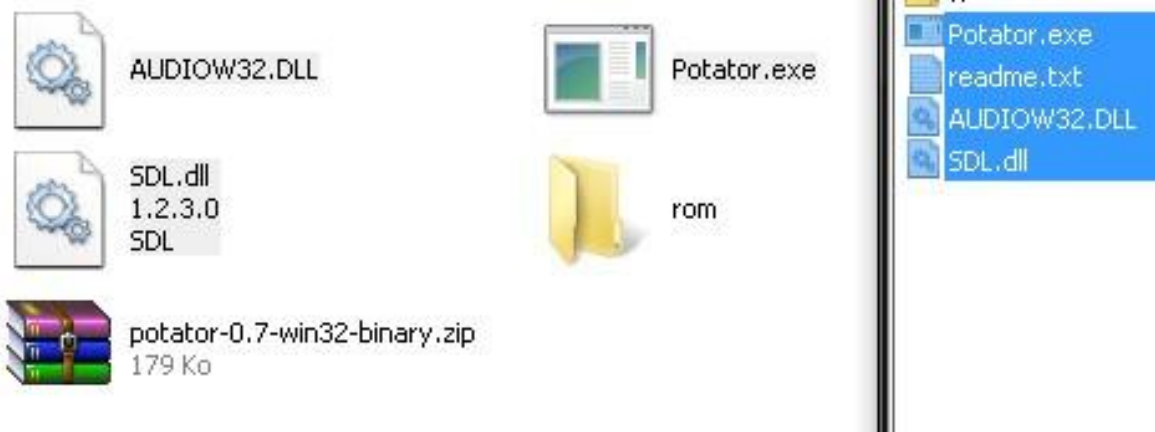 AUDIOW32.DLL
Potator.exe
SDL.dll
1.2.3.0
SDL
rom
potator-0.7-win32-binary.zip
179 Ko
Potator.exe
readme.txt
AUDIOW32.DLL
SDL.dll